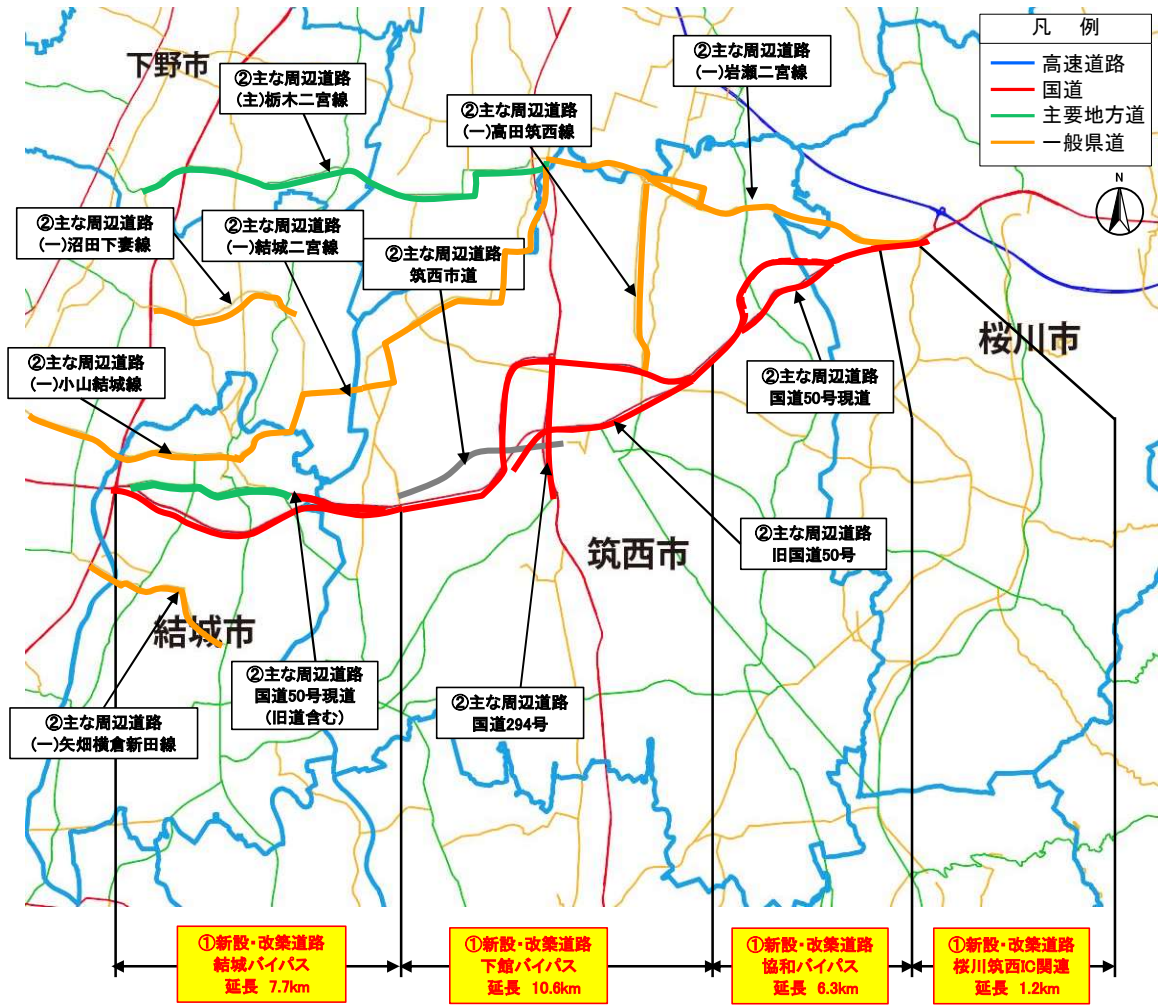 下野市
②主な周辺道路
(主)栃木二宮線
②主な周辺道路
(一)高田筑西線
②主な周辺道路
(一)岩瀬二宮線
凡 例
高速道路
国道
主要地方道
一般県道
N
②主な周辺道路
(一)沼田下妻線
②主な周辺道路
(一)結城二宮線
②主な周辺道路
筑西市道
②主な周辺道路
(一)小山結城線
桜川市
②主な周辺道路
国道50号現道
②主な周辺道路
旧国道50号
筑西市
結城市
②主な周辺道路
国道50号現道
(旧道含む)
②主な周辺道路
国道294号
②主な周辺道路
(一)矢畑横倉新田線
①新設・改築道路
結城バイパス
延長 7.7km
①新設・改築道路
下館バイパス
延長 10.6km
①新設・改築道路
協和バイパス
延長 6.3km
①新設・改築道路
桜川筑西IC関連
延長 1.2km